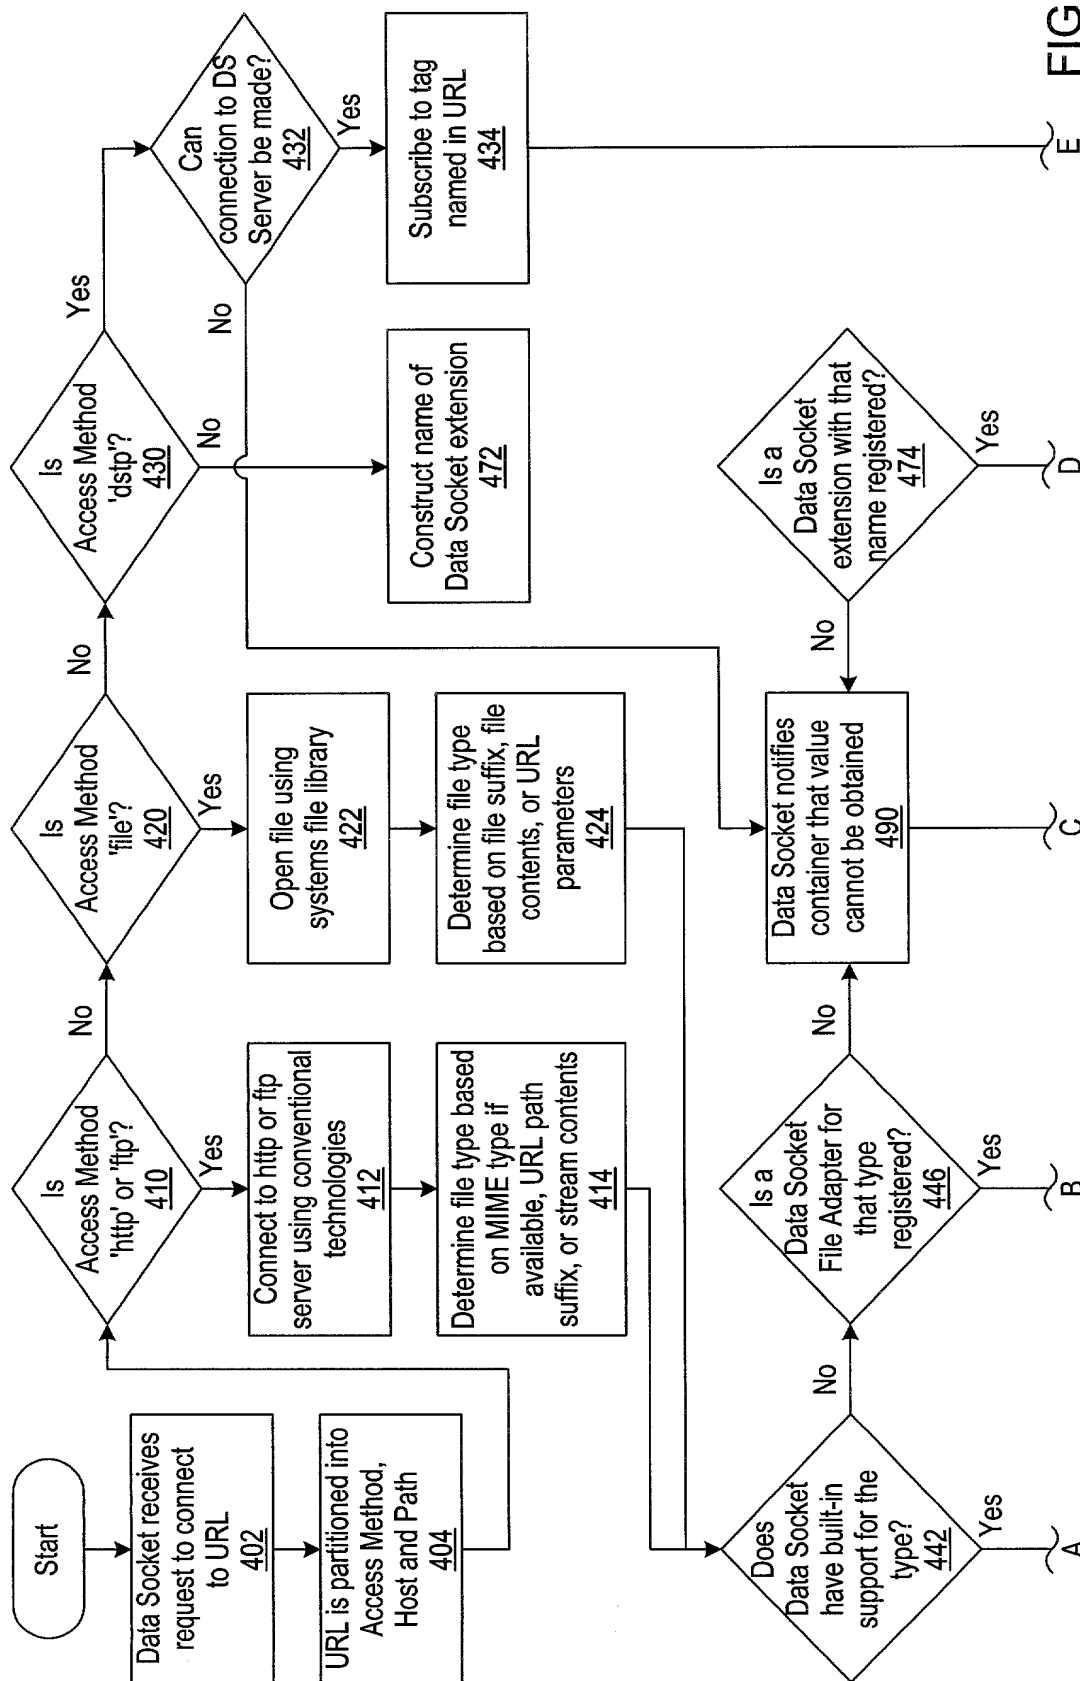 Start
Data Socket receives
request to connect
to URL
402
URL is partitioned into
Access Method,
Host and Path
404
Is
Access Method
'http' or 'ftp'?
410
No
Yes
Connect to http or ftp
server using conventional
technologies
412
Determine file type based
on MIME type if
available, URL path
suffix, or stream contents
414
Is
Access Method
'file'?
420
No
Yes
Open file using
systems file library
422
Determine file type
based on file suffix, file
contents, or URL
parameters
424
Is
Access Method
'dstp'?
430
Yes
No
Construct name of
Data Socket extension
472
Can
connection to DS
Server be made?
432
No
Yes
Subscribe to tag
named in URL
434
Does
Data Socket
have built-in
support for the
type?
442
No
Yes
Is a
Data Socket
File Adapter for
that type
registered?
446
No
Yes
Data Socket notifies
container that value
cannot be obtained
490
Is a
Data Socket
extension with that
name registered?
474
No
Yes
A
B
C
D
E
FIG